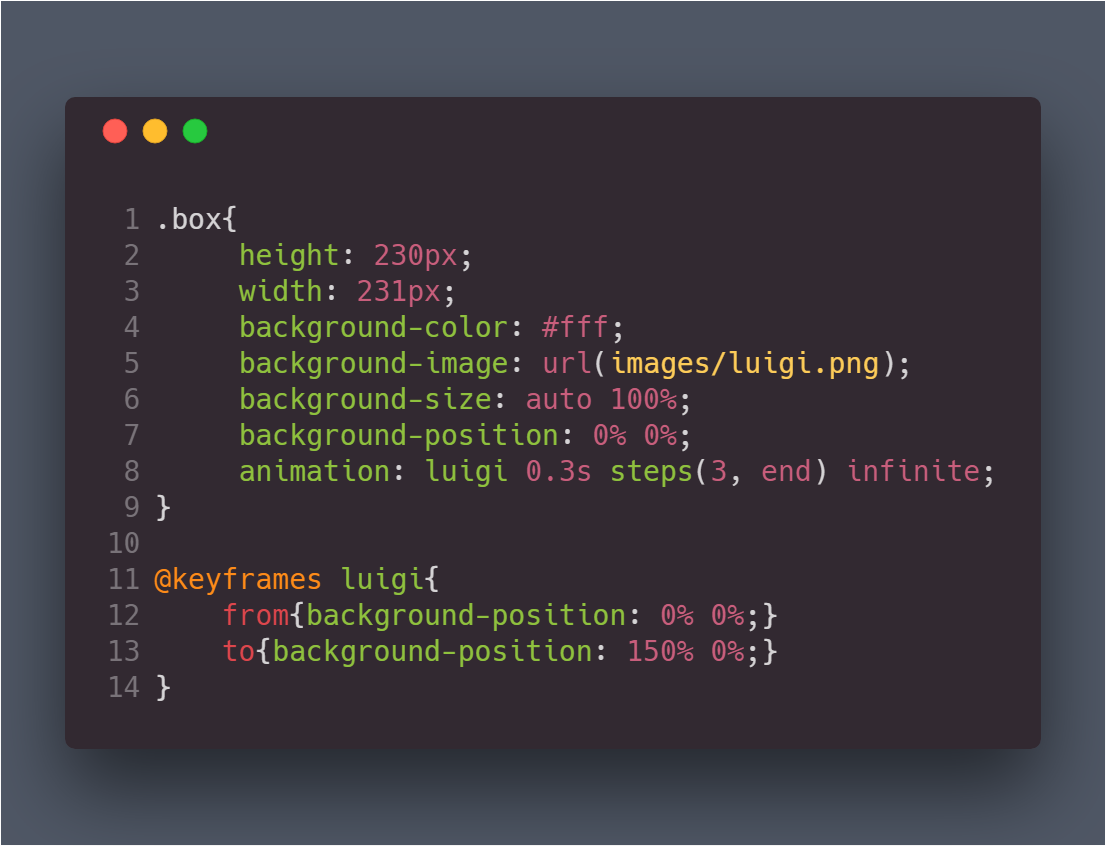 1 .box{
2 height: 230px;
3 width: 231px;
4 background-color: #fff;
5 background-image: url(images/luigi.png);
6 background-size: auto 100%;
7 background-position: 0% 0%;
8 animation: luigi 0.3s steps(3, end) infinite;
9 }
10
11 @keyframes luigi{
12 from{background-position: 0% 0%;}
13 to{background-position: 150% 0%;}
14 }